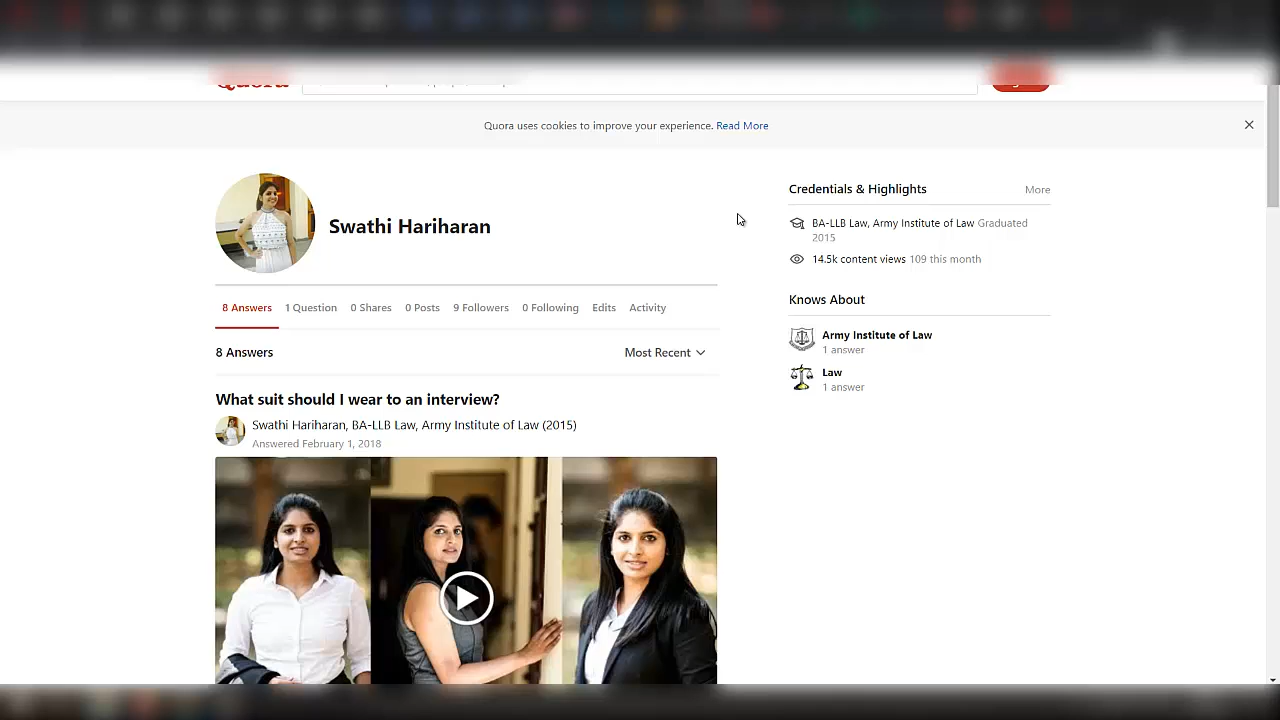 Quora uses cookies to improve your experience. Read More
Swathi Hariharan
8 Answers
1 Question
0 Shares
0 Posts
9 Followers
0 Following
Edits
Activity
8 Answers
Most Recent
What suit should I wear to an interview?
Swathi Hariharan, BA-LLB Law, Army Institute of Law (2015)
Answered February 1, 2018
Credentials & Highlights
More
BA-LLB Law, Army Institute of Law Graduated
2015
14.5k content views 109 this month
Knows About
Army Institute of Law
1 answer
Law
1 answer